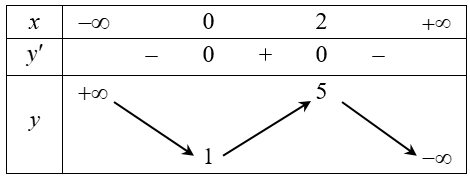 x −∞ 0 2 +∞
y′ − 0 + 0 −
+∞ 5
y
1 −∞